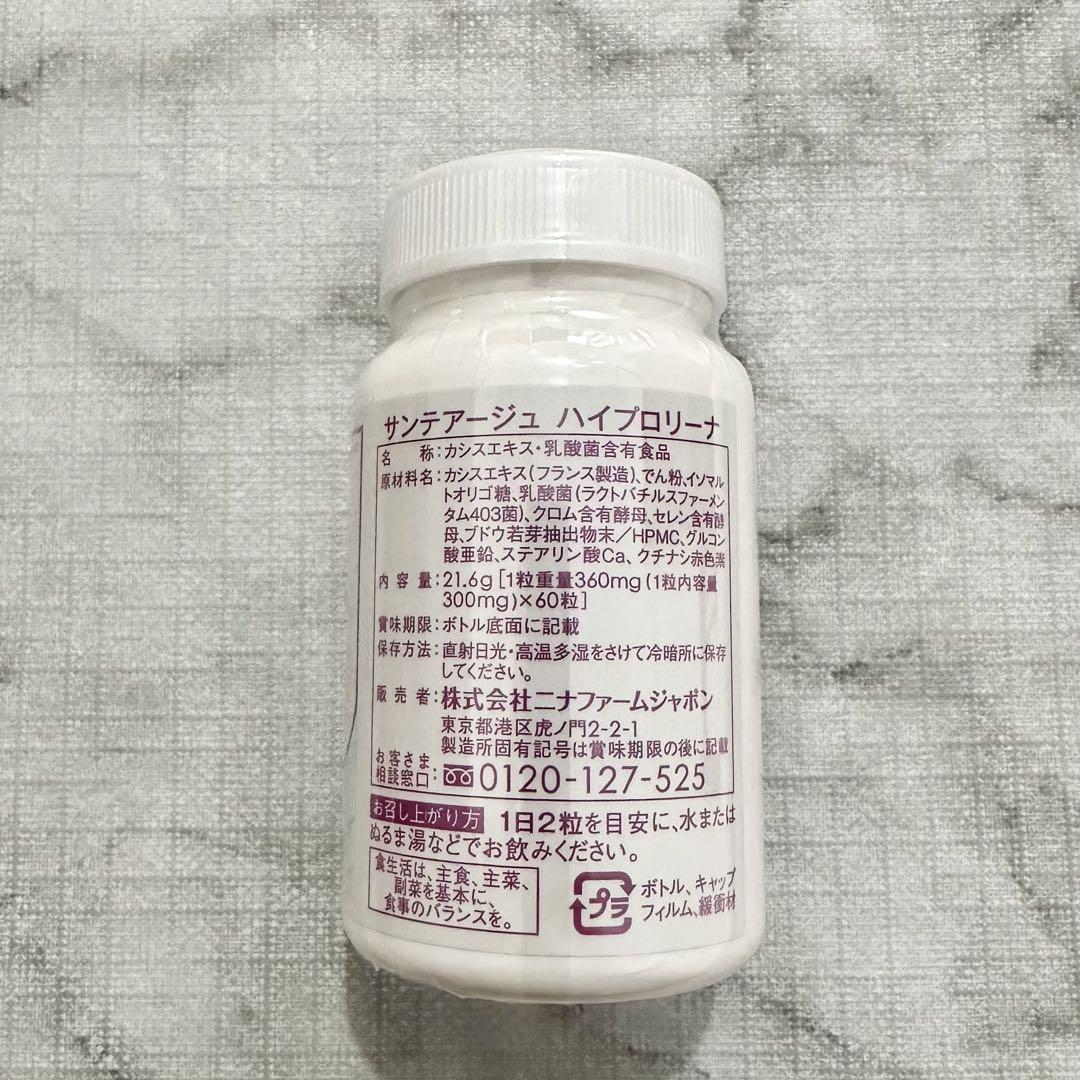 サンテアージュ ハイプロリーナ
名称:カシスエキス・乳酸菌含有食品
原材料名:カシスエキス(フランス製造)、でん粉、イソマル
トオリゴ糖、乳酸菌(ラクトバチルスファーメン
タム403菌)、クロム含有酵母、セレン含有酵
母、ブドウ若芽抽出物末/HPMC、グルコン
酸亜鉛、ステアリン酸Ca、クチナシ赤色素
内容量:21.6g[1粒重量360mg(1粒内容量
300mg)×60粒]
賞味期限:ボトル底面に記載
保存方法:直射日光・高温多湿をさけて冷暗所に保存
してください。
販売者:株式会社ニナファームジャポン
東京都港区虎ノ門2-2-1
製造所固有記号は賞味期限の後に記載
お客さま
相談窓口:0120-127-525
お召し上がり方 1日2粒を目安に、水または
ぬるま湯などでお飲みください。
食生活は、主食、主菜、
副菜を基本に、
食事のバランスを。
プラ ボトル、キャップ
フィルム、緩衝材